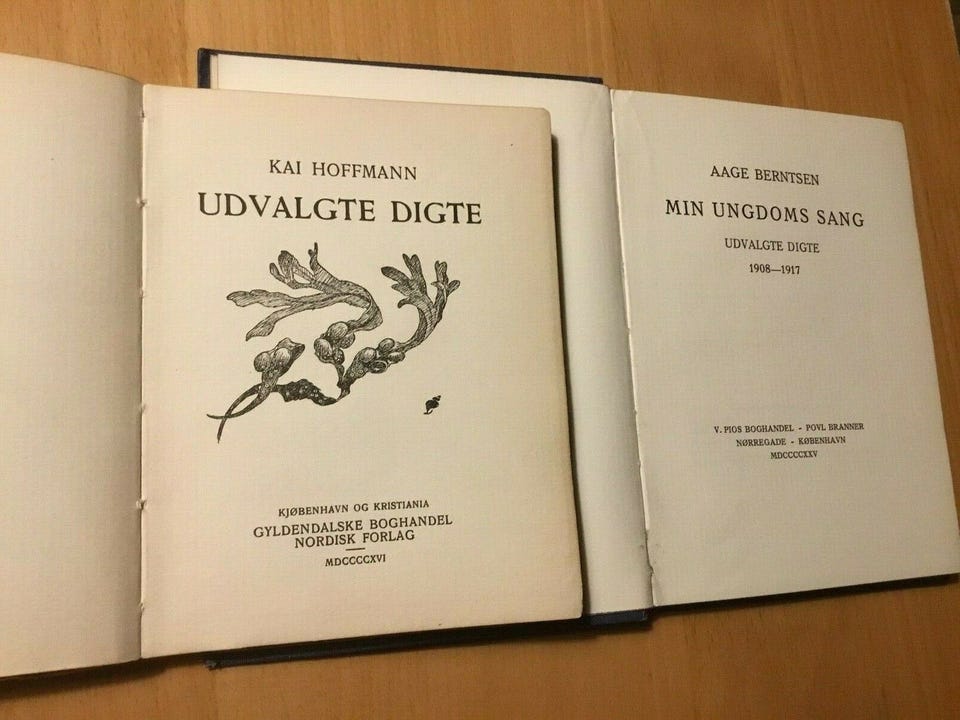 KAI HOFFMANN
UDVALGTE DIGTE
KJØBENHAVN OG KRISTIANIA
GYLDENDALSKE BOGHANDEL
NORDISK FORLAG
MDCCCCXVI
AAGE BERNTSEN
MIN UNGDOMS SANG
UDVALGTE DIGTE
1908—1917
V. PIOS BOGHANDEL - POVL BRANNER
NØRREGADE - KØBENHAVN
MDCCCCXXV